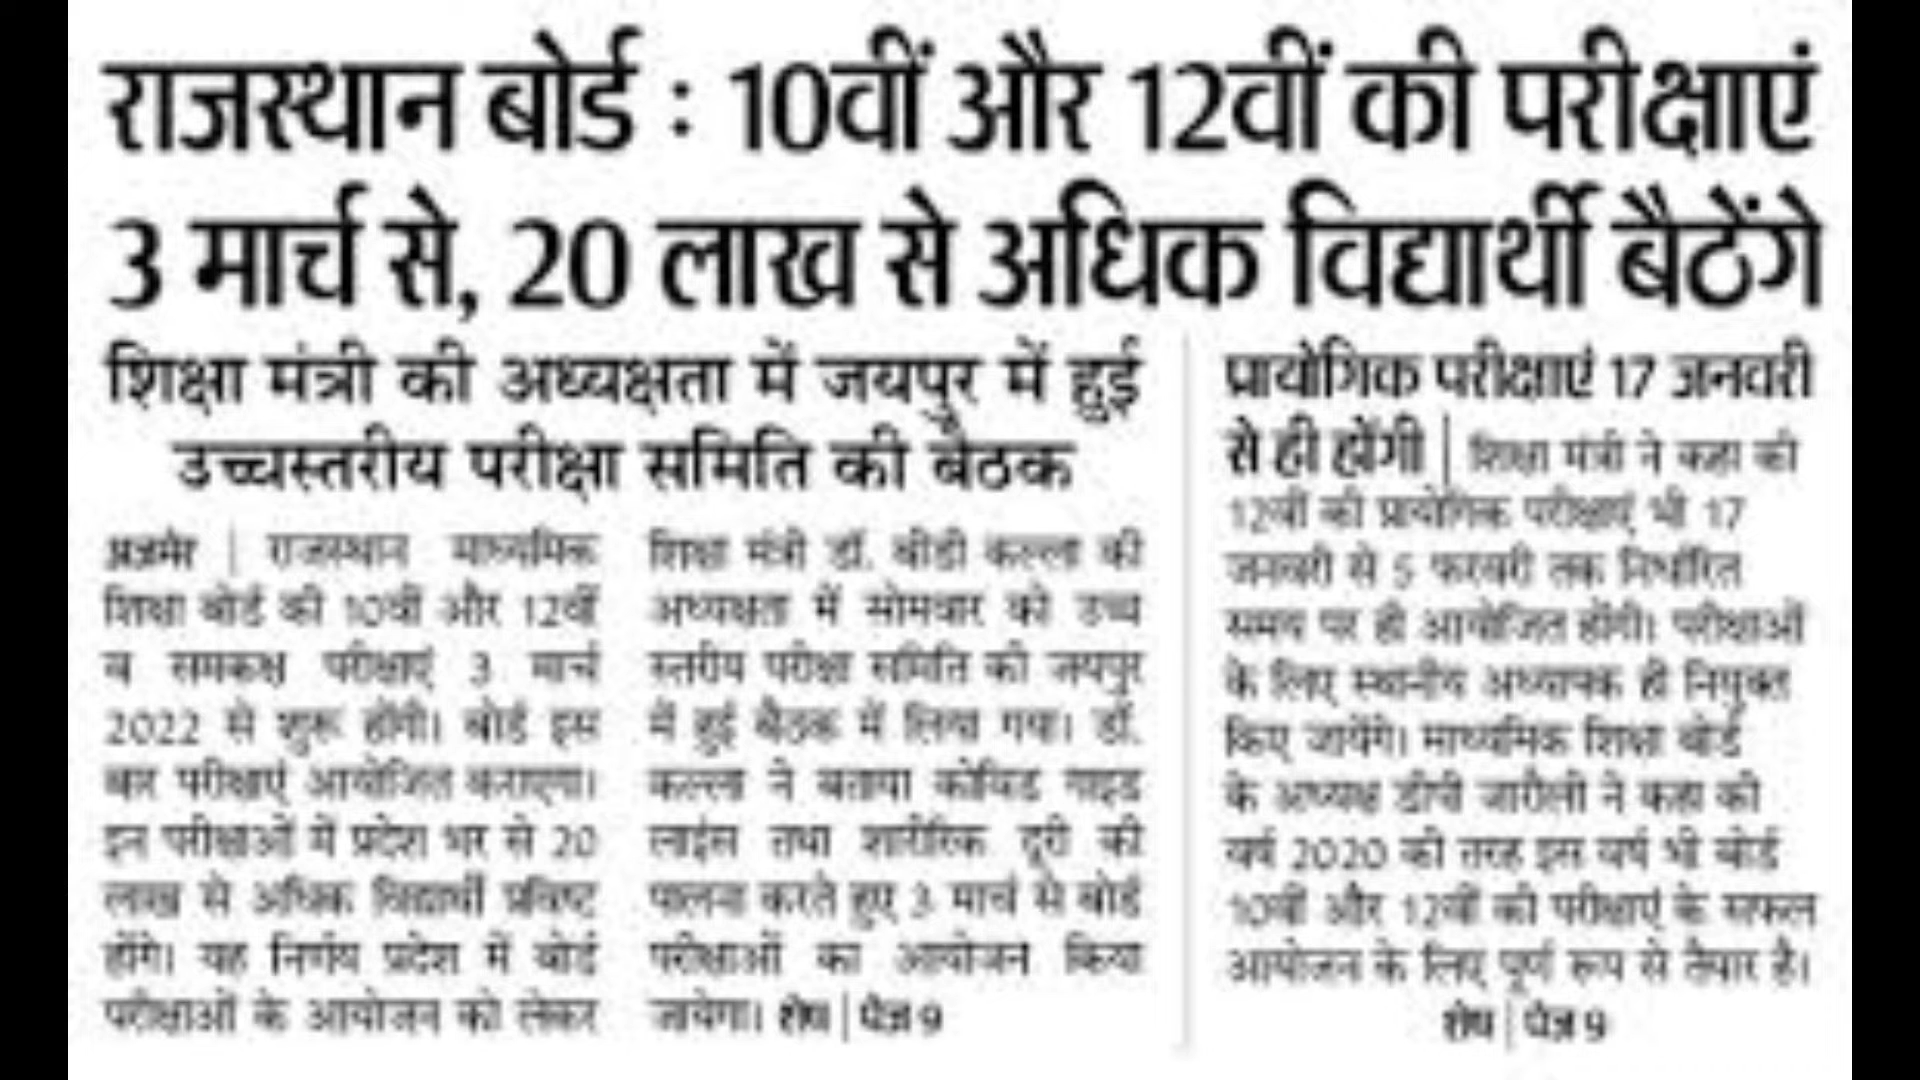 राजस्थान बोर्ड : 10वीं और 12वीं की परीक्षाएं
3 मार्च से, 20 लाख से अधिक विद्यार्थी बैठेंगे
शिक्षा मंत्री की अध्यक्षता में जयपुर में हुई
उच्चस्तरीय परीक्षा समिति की बैठक
अजमेर | राजस्थान माध्यमिक
शिक्षा बोर्ड की 10वीं और 12वीं
व समकक्ष परीक्षाएं 3 मार्च
2022 से शुरू होंगी। बोर्ड इस
बार परीक्षाएं आयोजित कराएगा।
इन परीक्षाओं में प्रदेश भर से 20
लाख से अधिक विद्यार्थी प्रविष्ट
होंगे। यह निर्णय प्रदेश में बोर्ड
परीक्षाओं के आयोजन को लेकर
शिक्षा मंत्री डॉ. बीडी कल्ला की
अध्यक्षता में सोमवार को उच्च
स्तरीय परीक्षा समिति की जयपुर
में हुई बैठक में लिया गया। डॉ.
कल्ला ने बताया कोविड गाइड
लाईंस तथा शारीरिक दूरी की
पालना करते हुए 3 मार्च से बोर्ड
परीक्षाओं का आयोजन किया
जायेगा। शेष | पेज 9
प्रायोगिक परीक्षाएं 17 जनवरी
से ही होंगी | शिक्षा मंत्री ने कहा की
12वीं की प्रायोगिक परीक्षाएं भी 17
जनवरी से 5 फरवरी तक निर्धारित
समय पर ही आयोजित होंगी। परीक्षाओं
के लिए स्थानीय अध्यापक ही नियुक्त
किए जायेंगे। माध्यमिक शिक्षा बोर्ड
के अध्यक्ष डीपी जारौली ने कहा की
वर्ष 2020 की तरह इस वर्ष भी बोर्ड
10वीं और 12वीं की परीक्षाएं के सफल
आयोजन के लिए पूर्ण रूप से तैयार है।
शेष | पेज 9